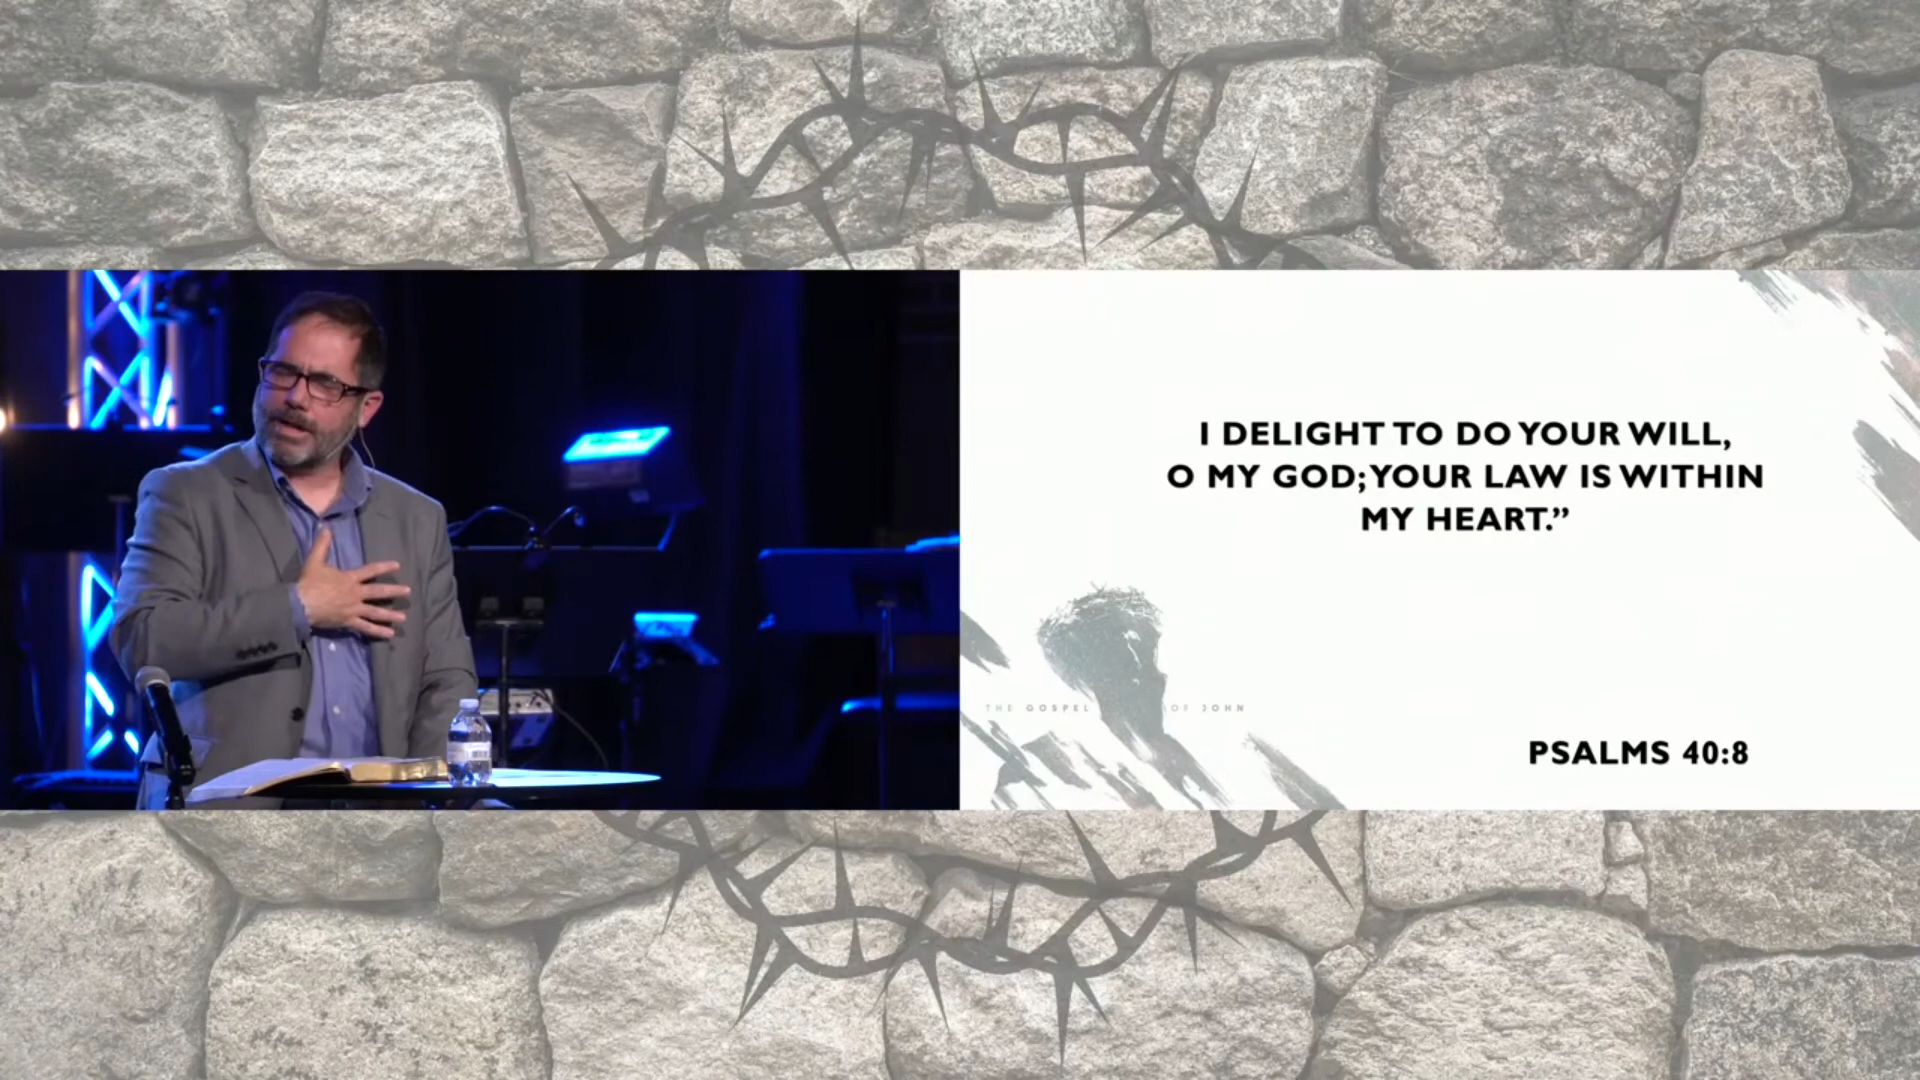 I DELIGHT TO DO YOUR WILL,
O MY GOD;YOUR LAW IS WITHIN
MY HEART.”
THE GOSPEL OF JOHN
PSALMS 40:8